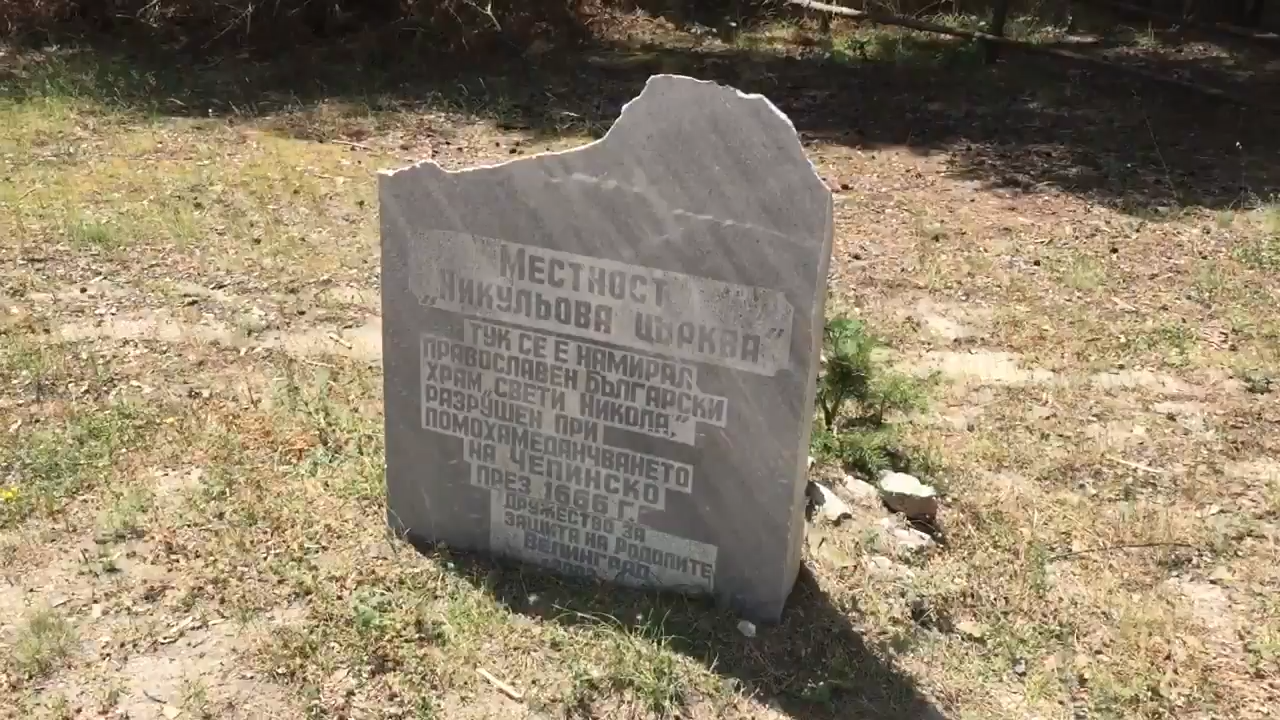 Местност
"Никульова църква"
Тук се е намирал
православен български
храм "Свети Никола",
разрушен при
помохамеданчването
на Чепинско
през 1666 г.
Дружество за
защита на Родопите
Велинград